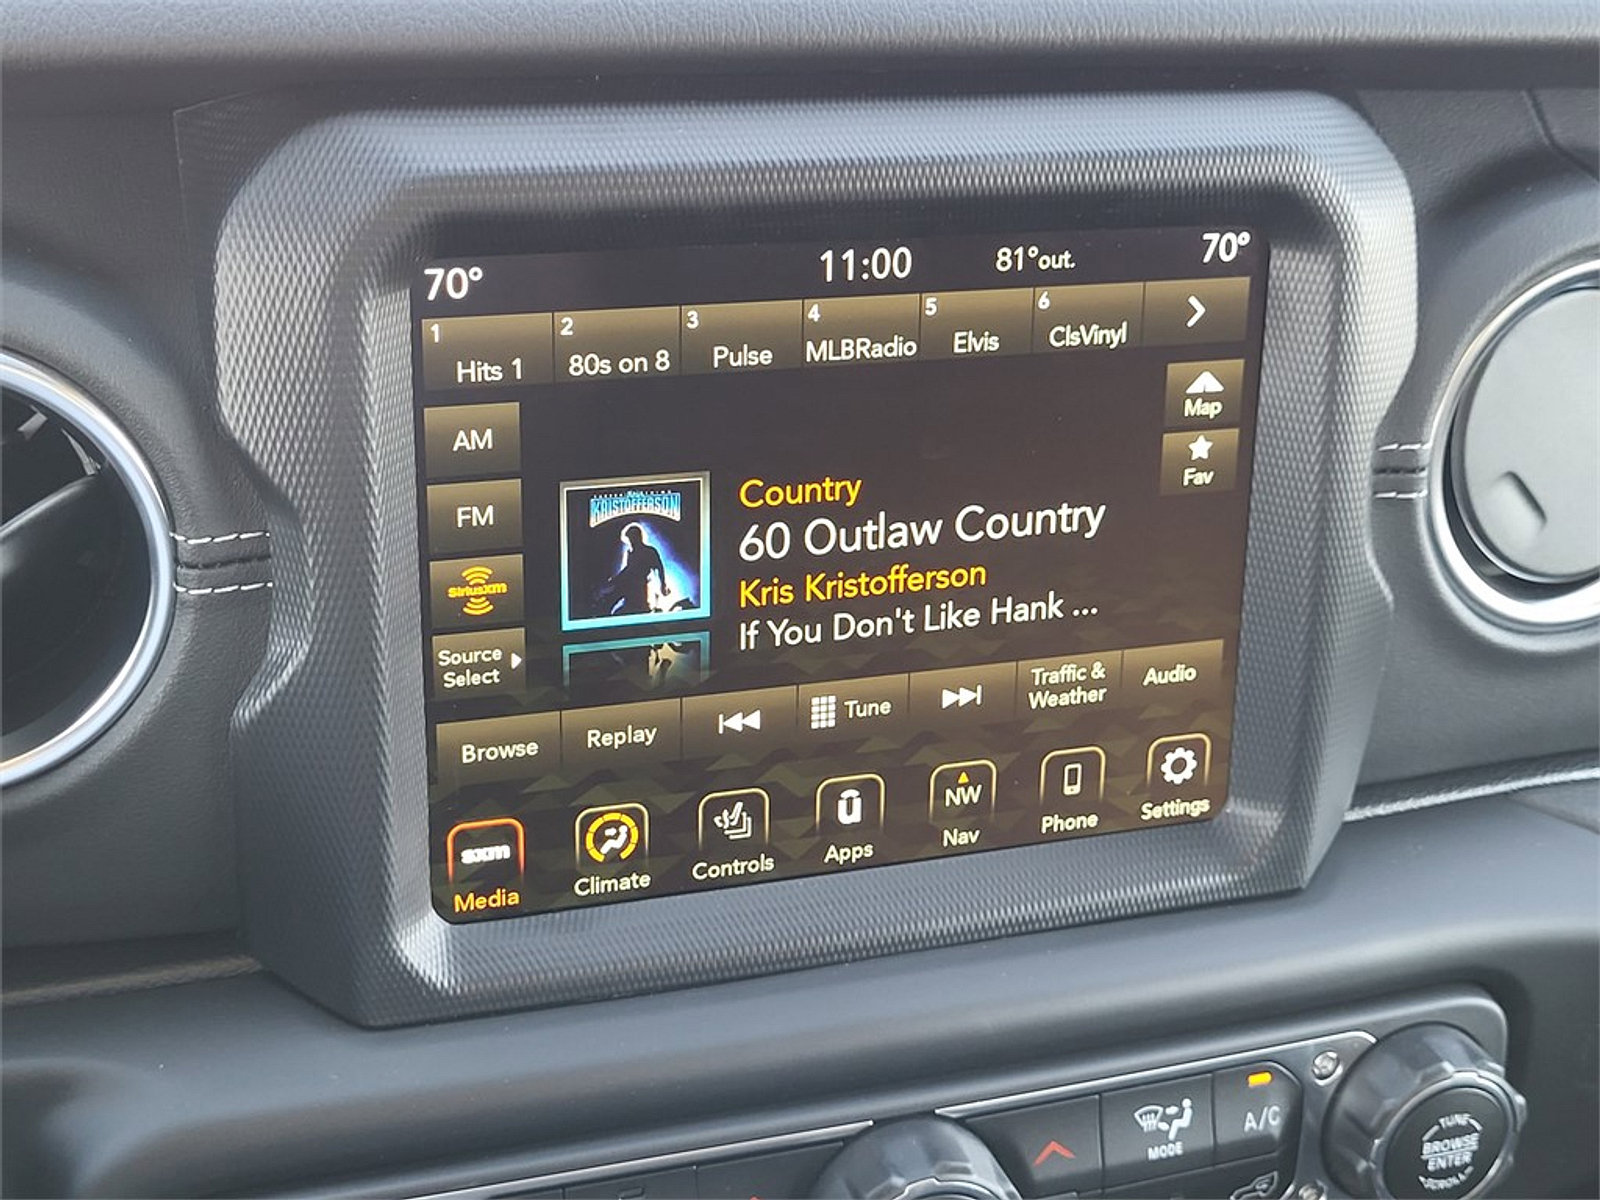 70° 11:00 81°out. 70°
1 2 3 4 5 6
Hits 1 80s on 8 Pulse MLBRadio Elvis ClsVinyl
Map
AM
Fav
FM
KRISTOFFERSON
Country
60 Outlaw Country
Kris Kristofferson
If You Don't Like Hank ...
SiriusXM
Source
Select
Browse Replay Tune Traffic &
Weather Audio
sxm
NW
Media Climate Controls Apps Nav Phone Settings
MODE
A/C
TUNE
BROWSE
ENTER
SCROLL